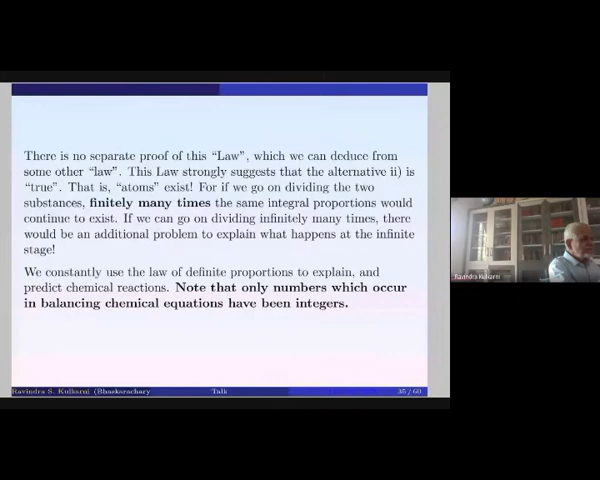 There is no separate proof of this “Law”, which we can deduce from
some other “law”. This Law strongly suggests that the alternative ii) is
“true”. That is, “atoms” exist! For if we go on dividing the two
substances, finitely many times the same integral proportions would
continue to exist. If we can go on dividing infinitely many times, there
would be an additional problem to explain what happens at the infinite
stage!
We constantly use the law of definite proportions to explain, and
predict chemical reactions. Note that only numbers which occur
in balancing chemical equations have been integers.
Ravindra Kulkarni
Ravindra S. Kulkarni (Bhaskaracharya Talk 35 / 60